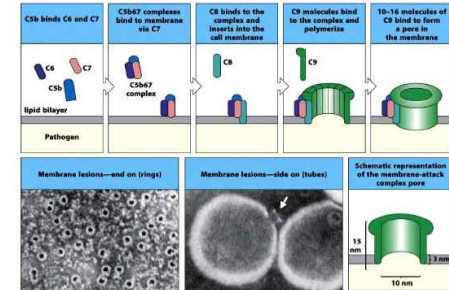 C5b binds C6 and C7
C5b67 complexes
bind to membrane
via C7
C8 binds to the
complex and
inserts into the
cell membrane
C9 molecules bind
to the complex and
polymerize
10–16 molecules of
C9 bind to form
a pore in
the membrane
C6
C7
C5b
lipid bilayer
Pathogen
C5b67
complex
C8
C9
Membrane lesions—end on (rings)
Membrane lesions—side on (tubes)
Schematic representation
of the membrane-attack
complex pore
15
nm
3 nm
10 nm